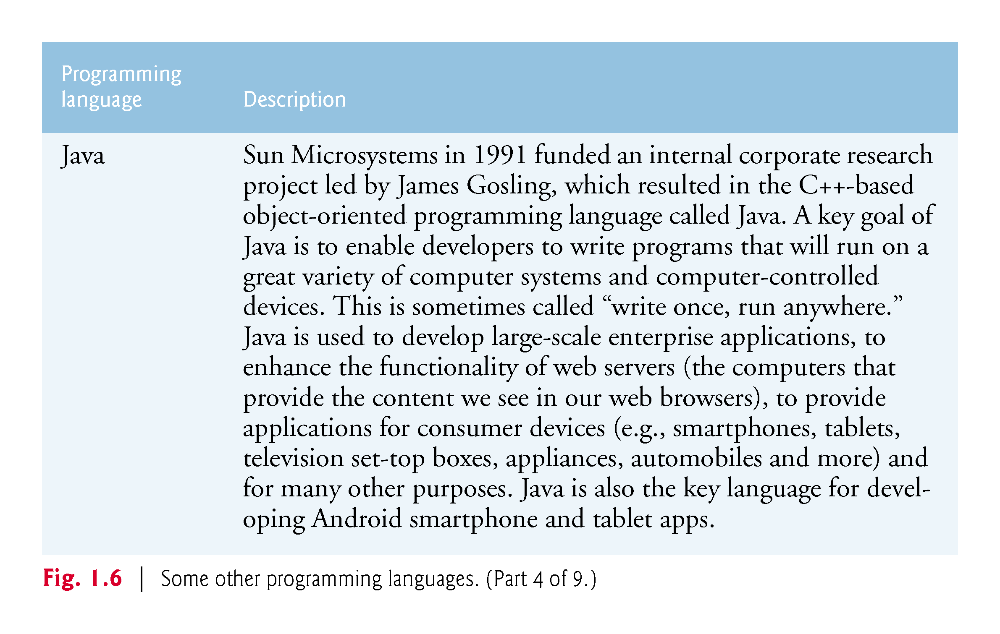 Programming
language
Description
Java
Sun Microsystems in 1991 funded an internal corporate research
project led by James Gosling, which resulted in the C++-based
object-oriented programming language called Java. A key goal of
Java is to enable developers to write programs that will run on a
great variety of computer systems and computer-controlled
devices. This is sometimes called “write once, run anywhere.”
Java is used to develop large-scale enterprise applications, to
enhance the functionality of web servers (the computers that
provide the content we see in our web browsers), to provide
applications for consumer devices (e.g., smartphones, tablets,
television set-top boxes, appliances, automobiles and more) and
for many other purposes. Java is also the key language for devel-
oping Android smartphone and tablet apps.
Fig. 1.6 | Some other programming languages. (Part 4 of 9.)